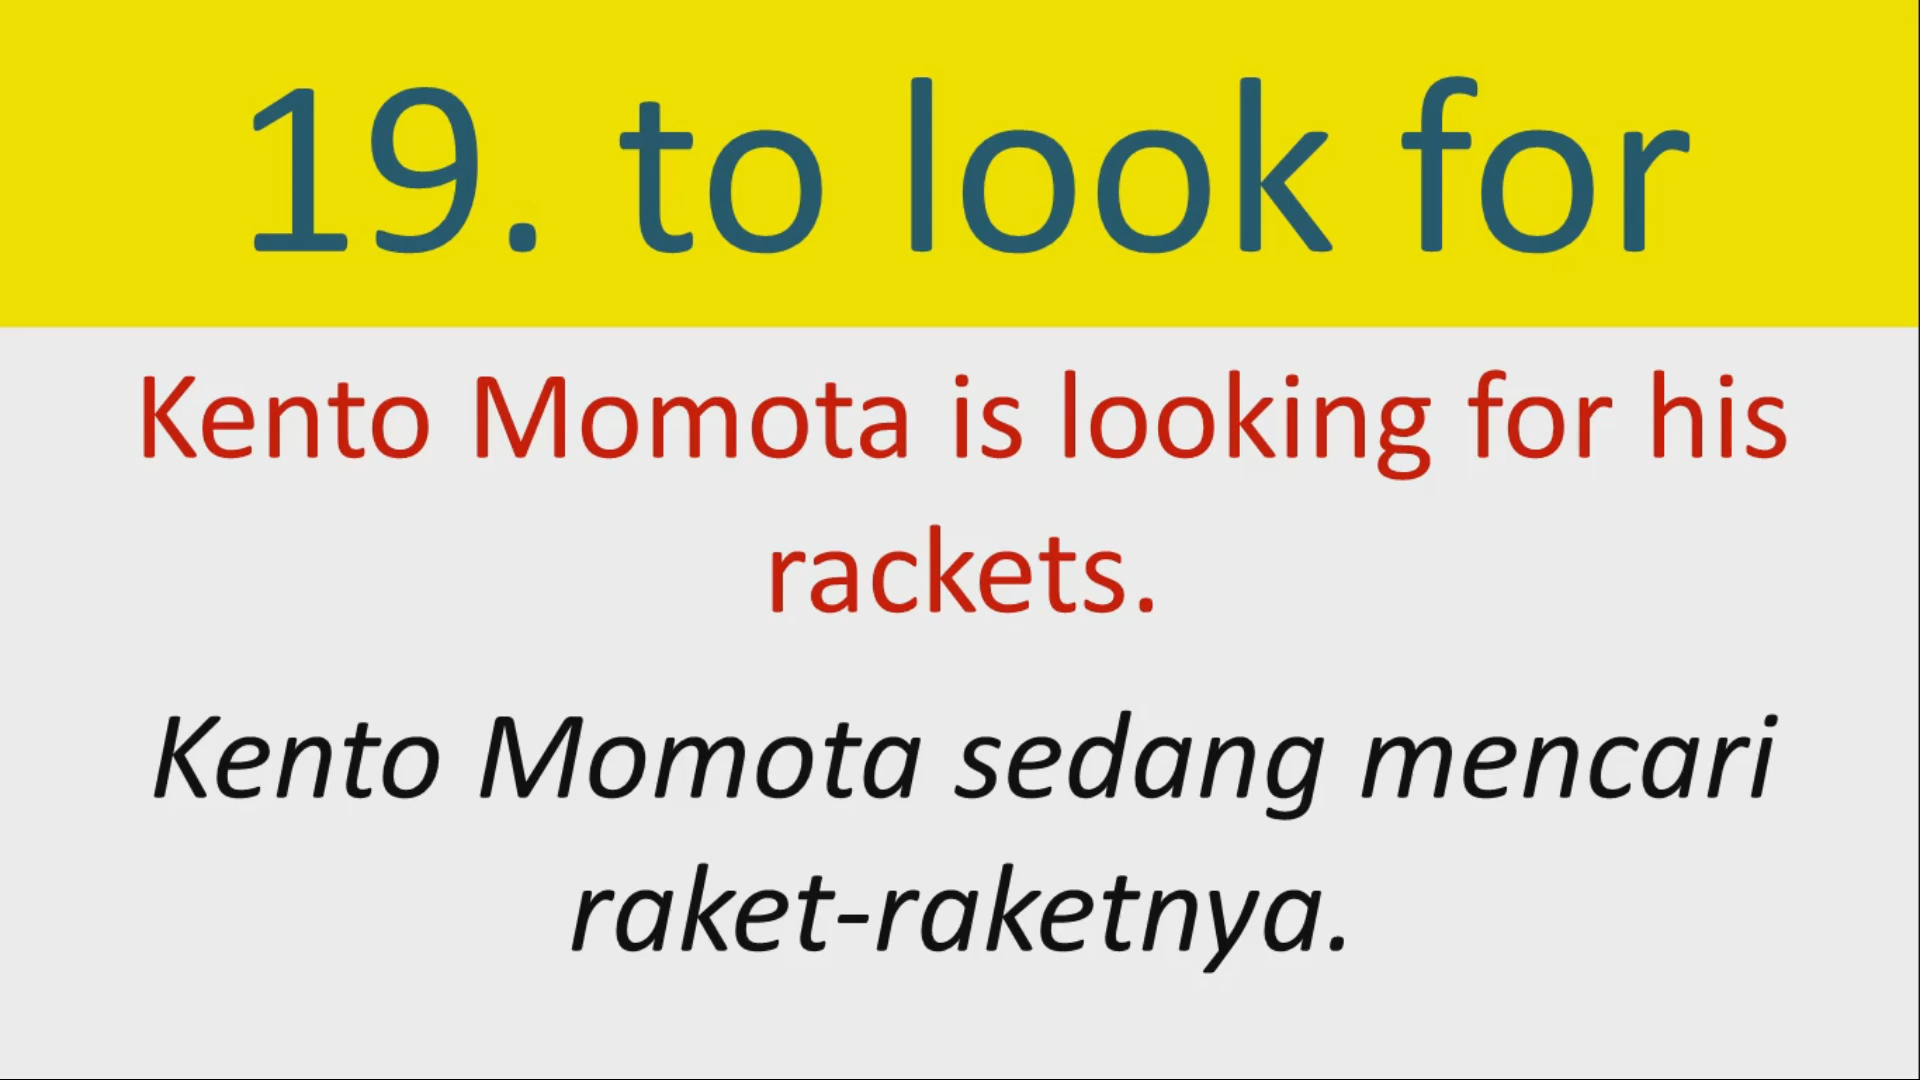 19. to look for
Kento Momota is looking for his
rackets.
Kento Momota sedang mencari
raket-raketnya.